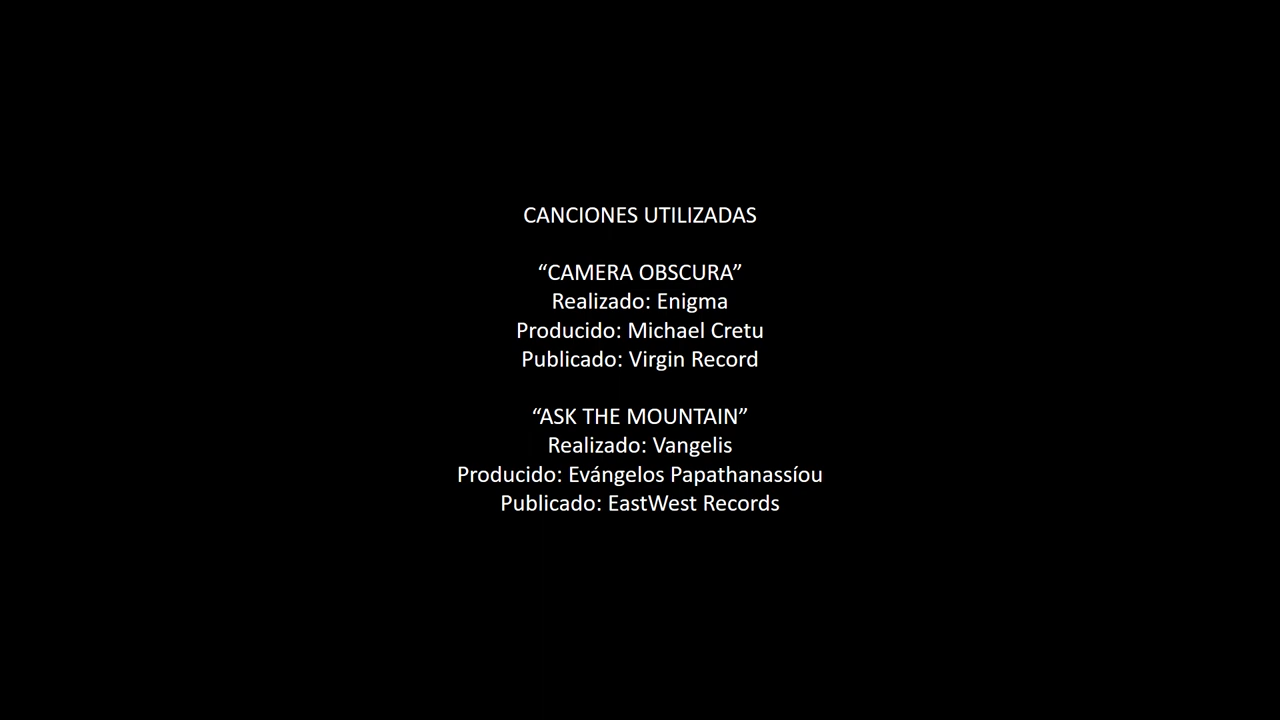 CANCIONES UTILIZADAS
“CAMERA OBSCURA”
Realizado: Enigma
Producido: Michael Cretu
Publicado: Virgin Record
“ASK THE MOUNTAIN”
Realizado: Vangelis
Producido: Evángelos Papathanassíou
Publicado: EastWest Records